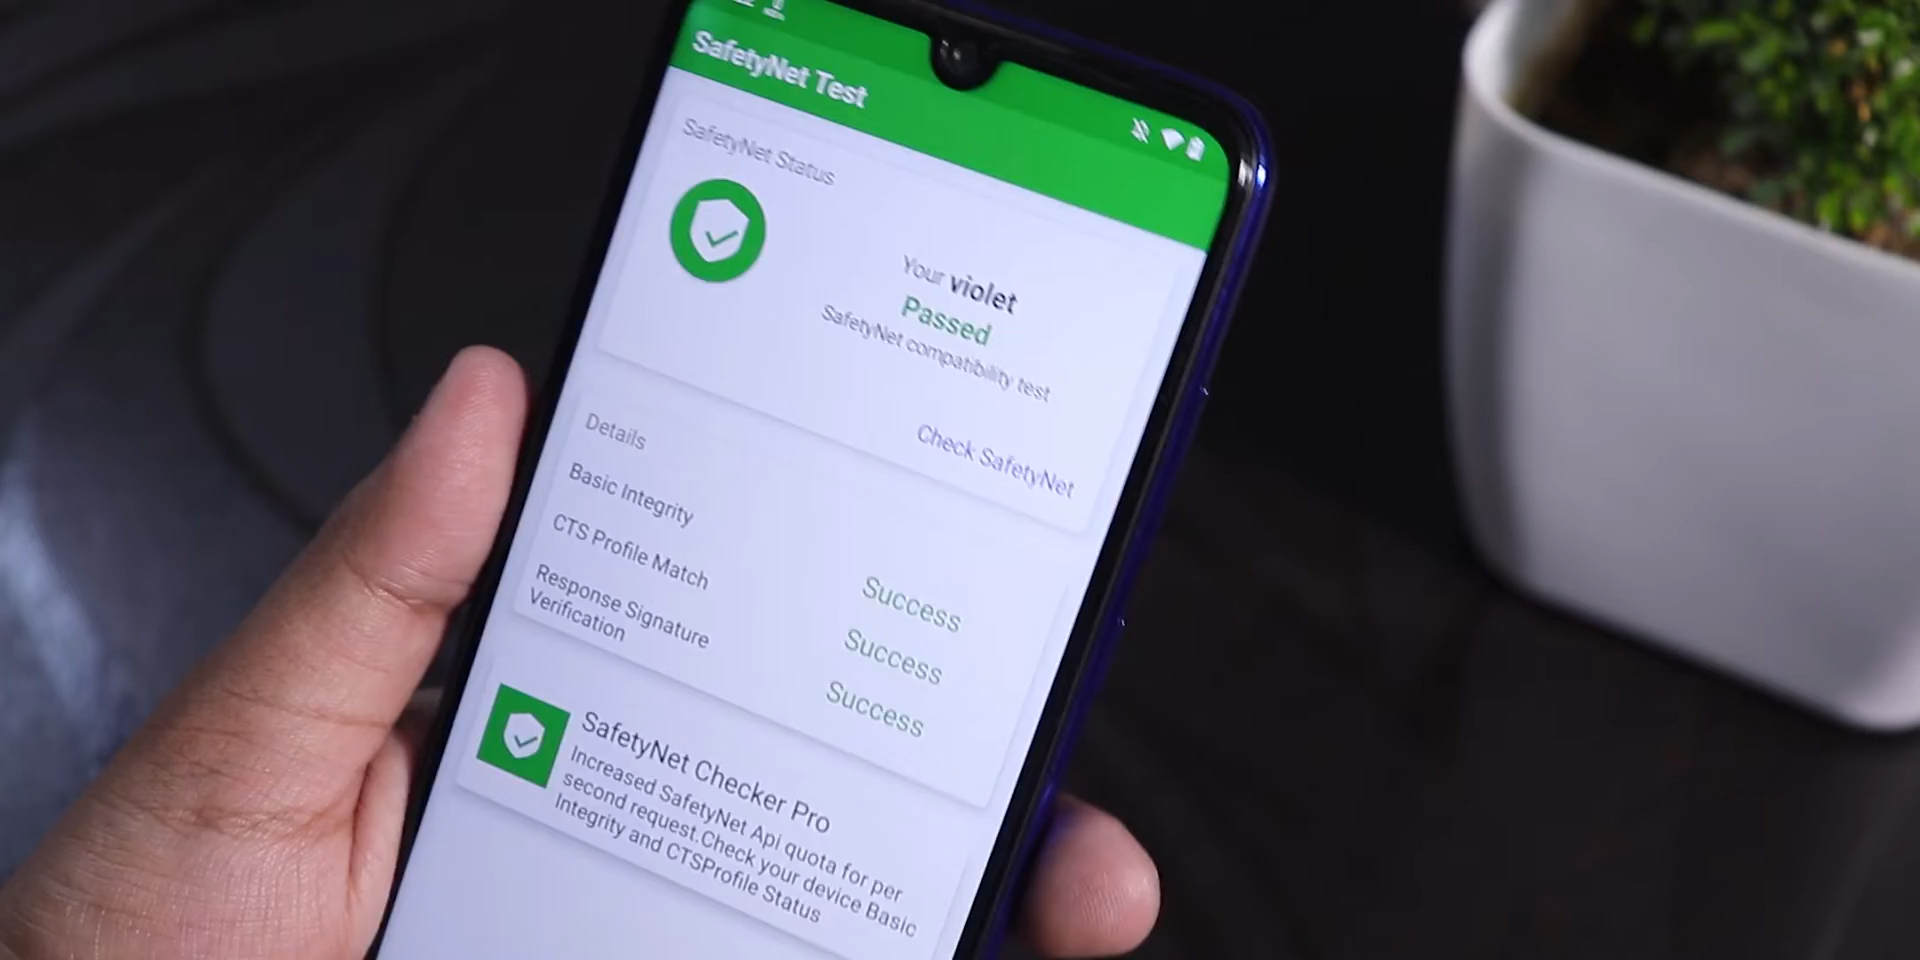 SafetyNet Test
SafetyNet Status
Your violet
Passed
SafetyNet compatibility test
Check SafetyNet
Details
Basic Integrity
Success
CTS Profile Match
Success
Response Signature
Verification
Success
SafetyNet Checker Pro
Increased SafetyNet Api quota for per
second request.Check your device Basic
Integrity and CTSProfile Status